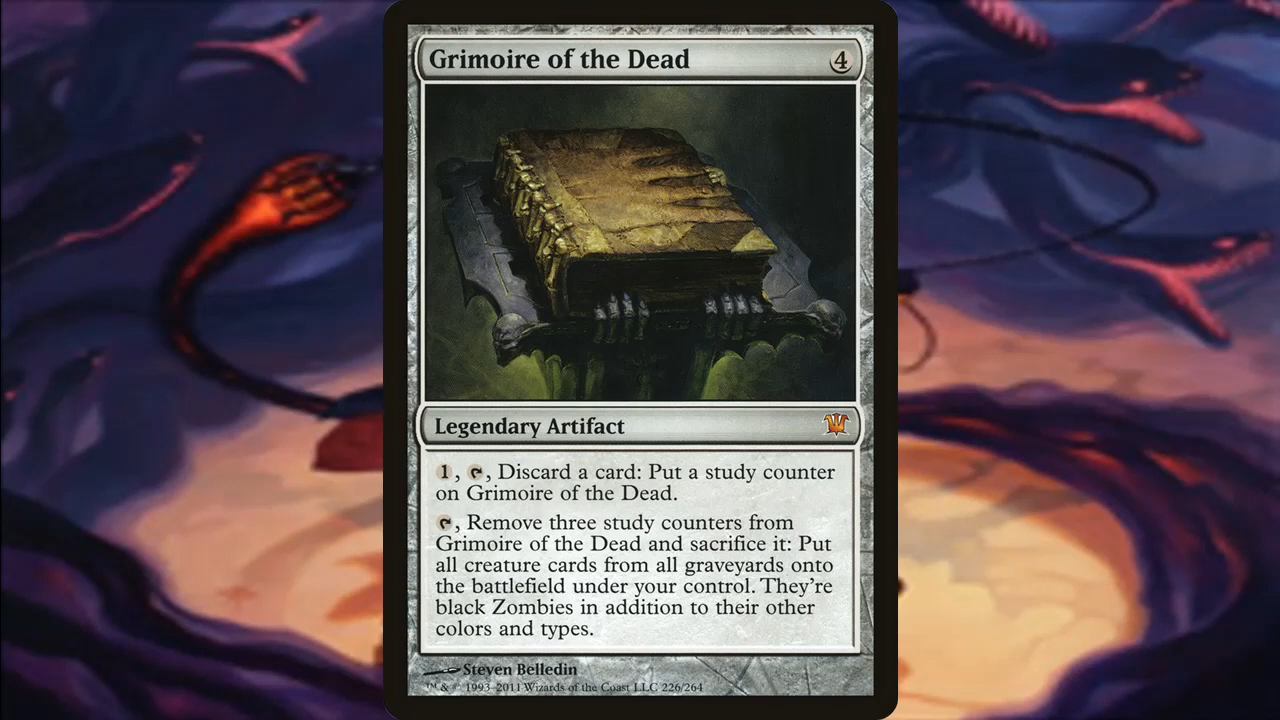 Grimoire of the Dead 4
Legendary Artifact
1, , Discard a card: Put a study counter
on Grimoire of the Dead.
, Remove three study counters from
Grimoire of the Dead and sacrifice it: Put
all creature cards from all graveyards onto
the battlefield under your control. They're
black Zombies in addition to their other
colors and types.
Steven Belledin
™ & © 1993–2011 Wizards of the Coast LLC 226/264